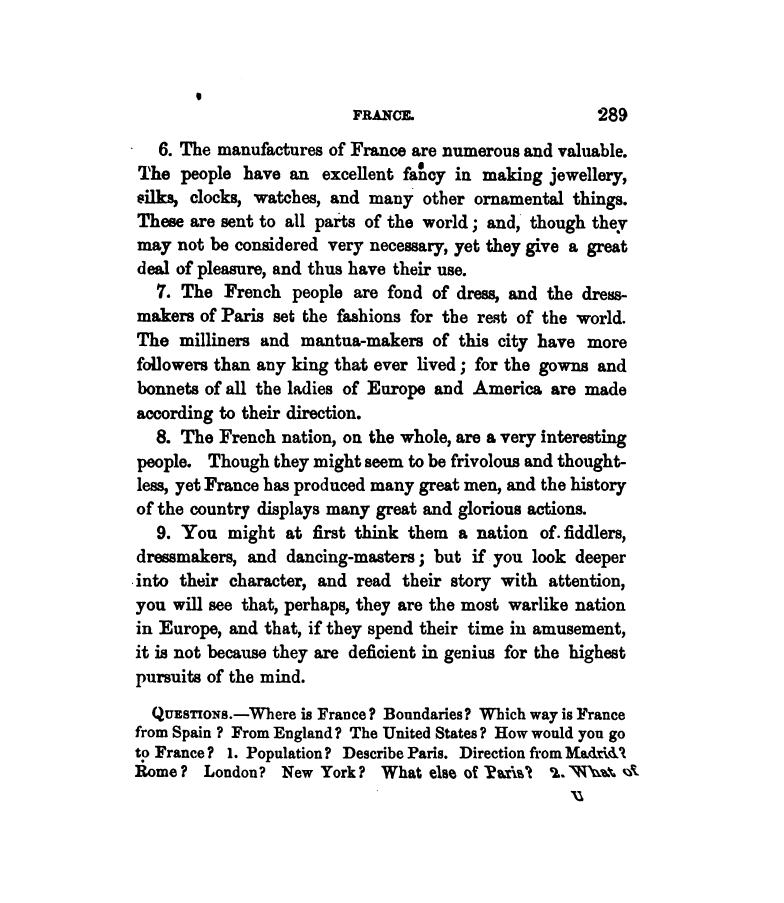 FRANCE. 289
6. The manufactures of France are numerous and valuable.
The people have an excellent fancy in making jewellery,
silks, clocks, watches, and many other ornamental things.
These are sent to all parts of the world; and, though they
may not be considered very necessary, yet they give a great
deal of pleasure, and thus have their use.
7. The French people are fond of dress, and the dress-
makers of Paris set the fashions for the rest of the world.
The milliners and mantua-makers of this city have more
followers than any king that ever lived; for the gowns and
bonnets of all the ladies of Europe and America are made
according to their direction.
8. The French nation, on the whole, are a very interesting
people. Though they might seem to be frivolous and thought-
less, yet France has produced many great men, and the history
of the country displays many great and glorious actions.
9. You might at first think them a nation of fiddlers,
dressmakers, and dancing-masters; but if you look deeper
into their character, and read their story with attention,
you will see that, perhaps, they are the most warlike nation
in Europe, and that, if they spend their time in amusement,
it is not because they are deficient in genius for the highest
pursuits of the mind.
QUESTIONS.—Where is France? Boundaries? Which way is France
from Spain? From England? The United States? How would you go
to France? 1. Population? Describe Paris. Direction from Madrid?
Rome? London? New York? What else of Paris? 2. What of
U